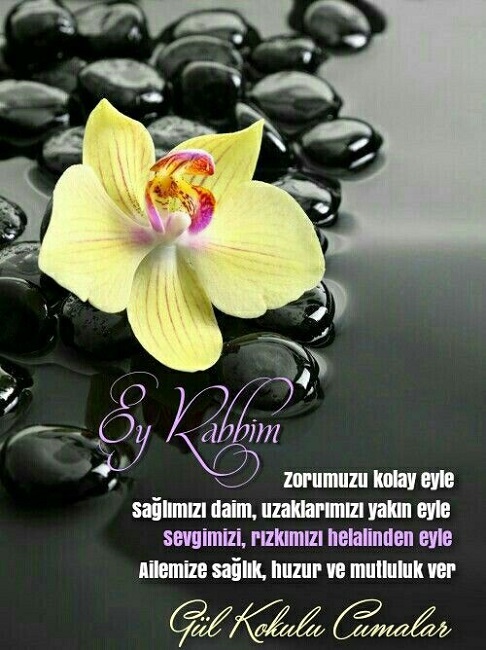 Ey Rabbim
Zorumuzu kolay eyle
Sağlımızı daim, uzaklarımızı yakın eyle
sevgimizi, rızkımızı helalinden eyle
Ailemize sağlık, huzur ve mutluluk ver
Gül Kokulu Cumalar